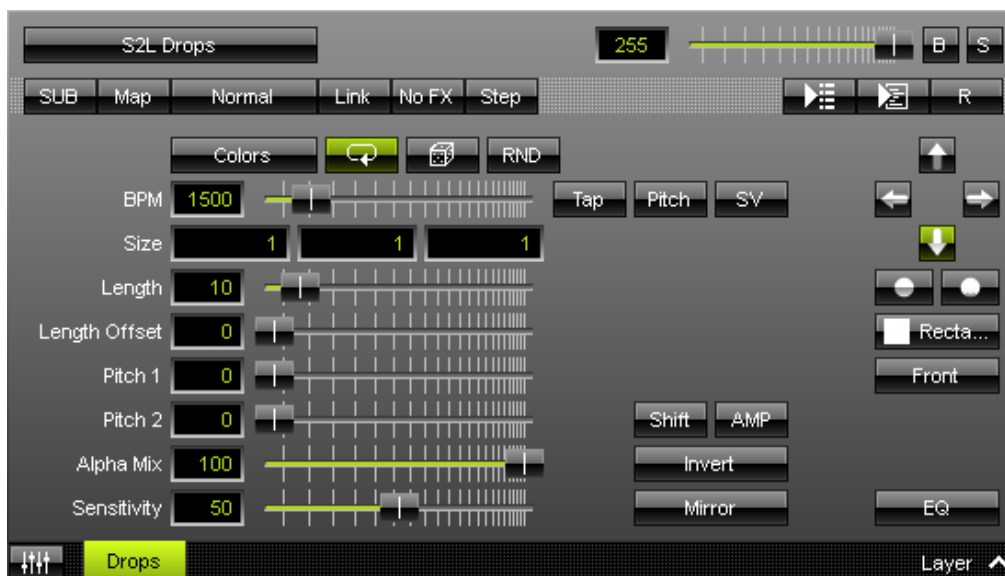 S2L Drops 255 B S
SUB Map Normal Link No FX Step R
Colors RND
BPM 1500 Tap Pitch SV
Size 1 1 1
Length 10
Length Offset 0 Recta...
Pitch 1 0 Front
Pitch 2 0 Shift AMP
Alpha Mix 100 Invert
Sensitivity 50 Mirror EQ
Drops Layer